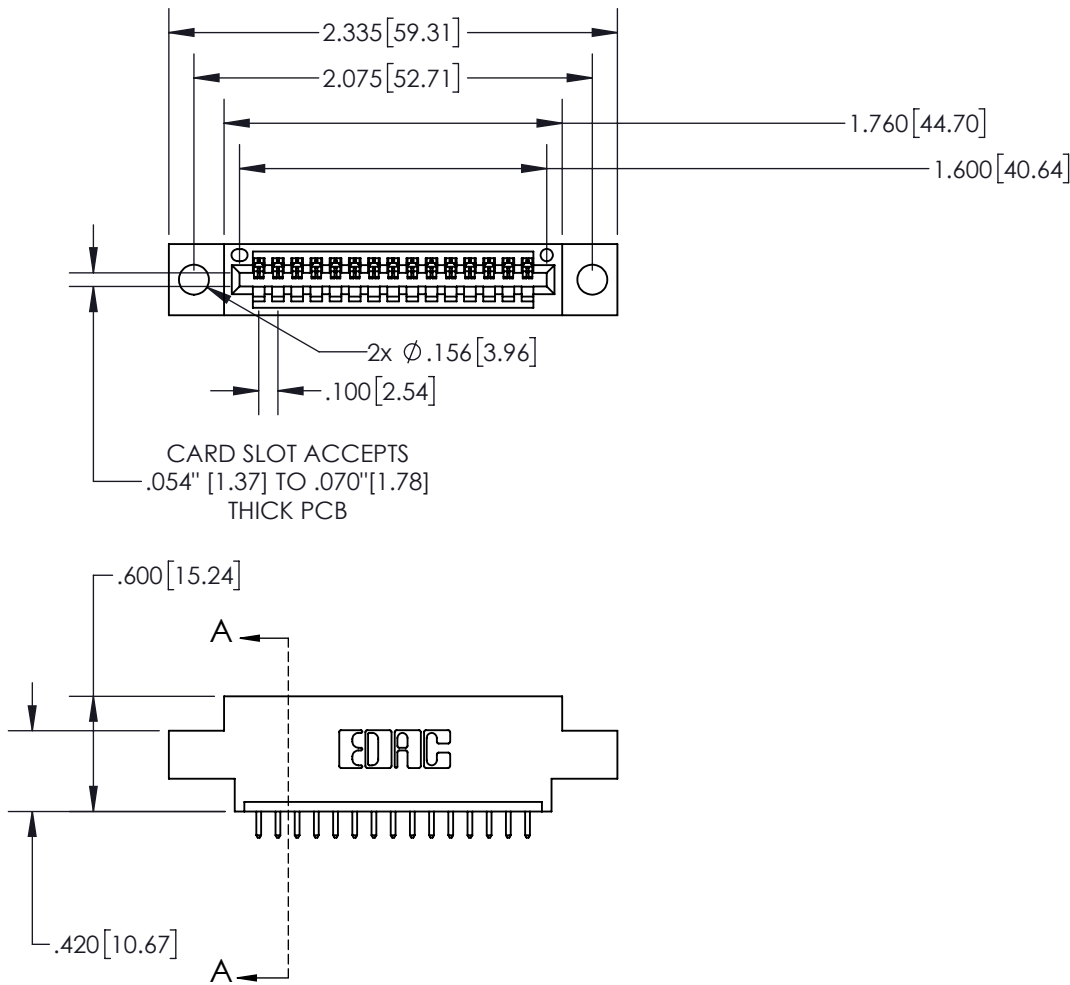 2.335[59.31]
2.075[52.71]
1.760[44.70]
1.600[40.64]
2x Ø.156[3.96]
.100[2.54]
CARD SLOT ACCEPTS
.054" [1.37] TO .070"[1.78]
THICK PCB
.600[15.24]
A
EDAC
.420[10.67]
A